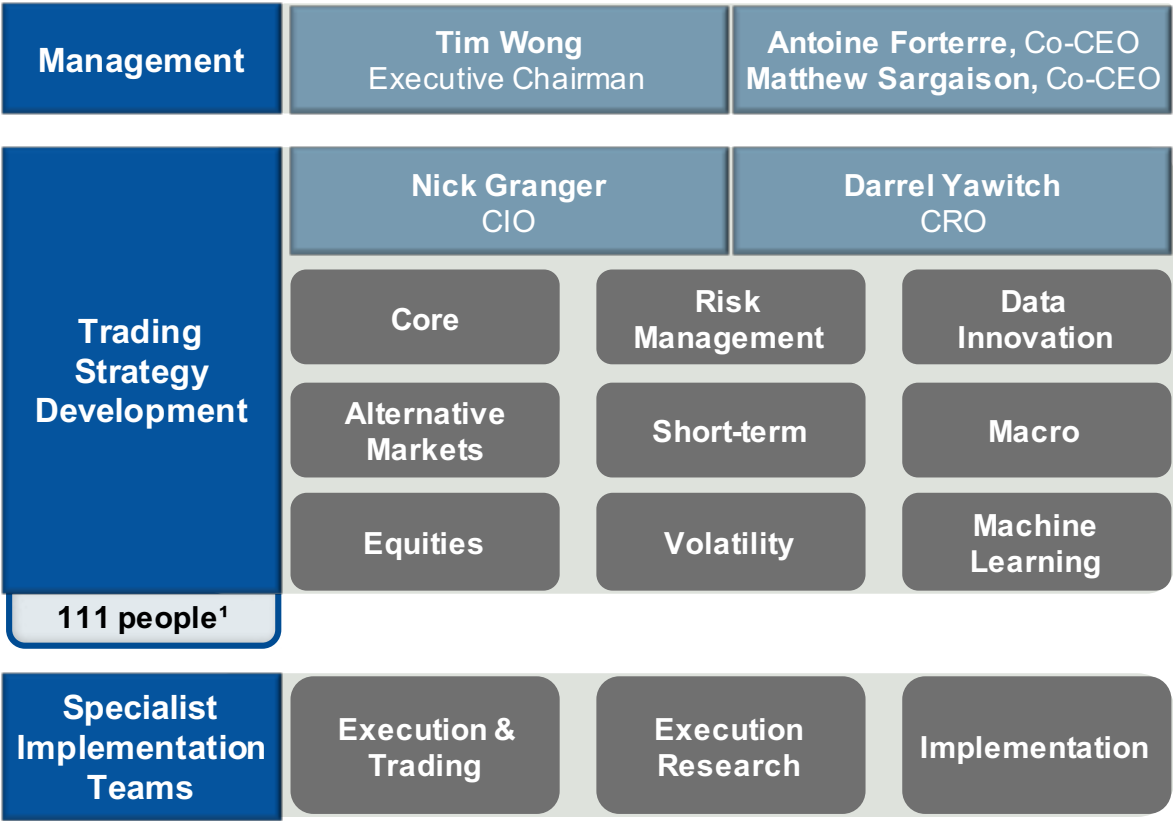 Management
Tim Wong
Executive Chairman
Antoine Forterre, Co-CEO
Matthew Sargaison, Co-CEO
Trading
Strategy
Development
Nick Granger
CIO
Darrel Yawitch
CRO
Core
Risk
Management
Data
Innovation
Alternative
Markets
Short-term
Macro
Equities
Volatility
Machine
Learning
111 people¹
Specialist
Implementation
Teams
Execution &
Trading
Execution
Research
Implementation